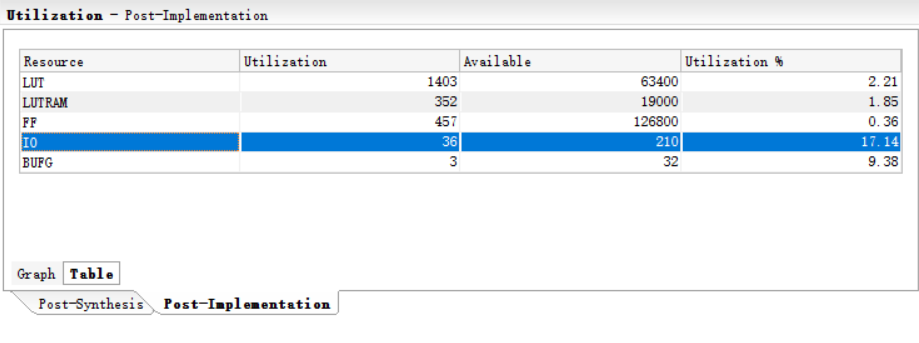 Utilization - Post-Implementation
Resource Utilization Available Utilization %
LUT 1403 63400 2.21
LUTRAM 352 19000 1.85
FF 457 126800 0.36
IO 36 210 17.14
BUFG 3 32 9.38
Graph Table
Post-Synthesis Post-Implementation